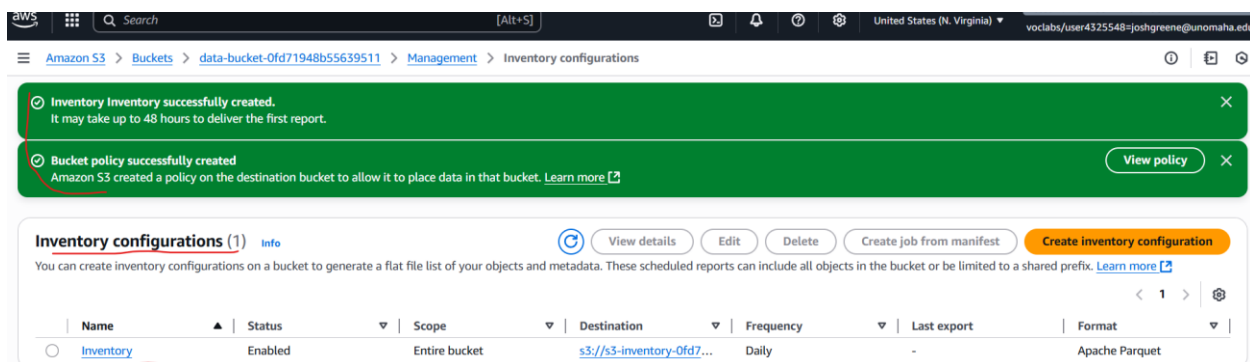 aws
Search [Alt+S] United States (N. Virginia) voclabs/user4325548=joshgreene@unomaha.edu
Amazon S3 > Buckets > data-bucket-0fd71948b55639511 > Management > Inventory configurations
Inventory Inventory successfully created.
It may take up to 48 hours to deliver the first report.
Bucket policy successfully created
View policy
Amazon S3 created a policy on the destination bucket to allow it to place data in that bucket. Learn more
Inventory configurations (1) Info
View details Edit Delete Create job from manifest Create inventory configuration
You can create inventory configurations on a bucket to generate a flat file list of your objects and metadata. These scheduled reports can include all objects in the bucket or be limited to a shared prefix. Learn more
< 1 >
Name Status Scope Destination Frequency Last export Format
Inventory Enabled Entire bucket s3://s3-inventory-0fd7... Daily - Apache Parquet